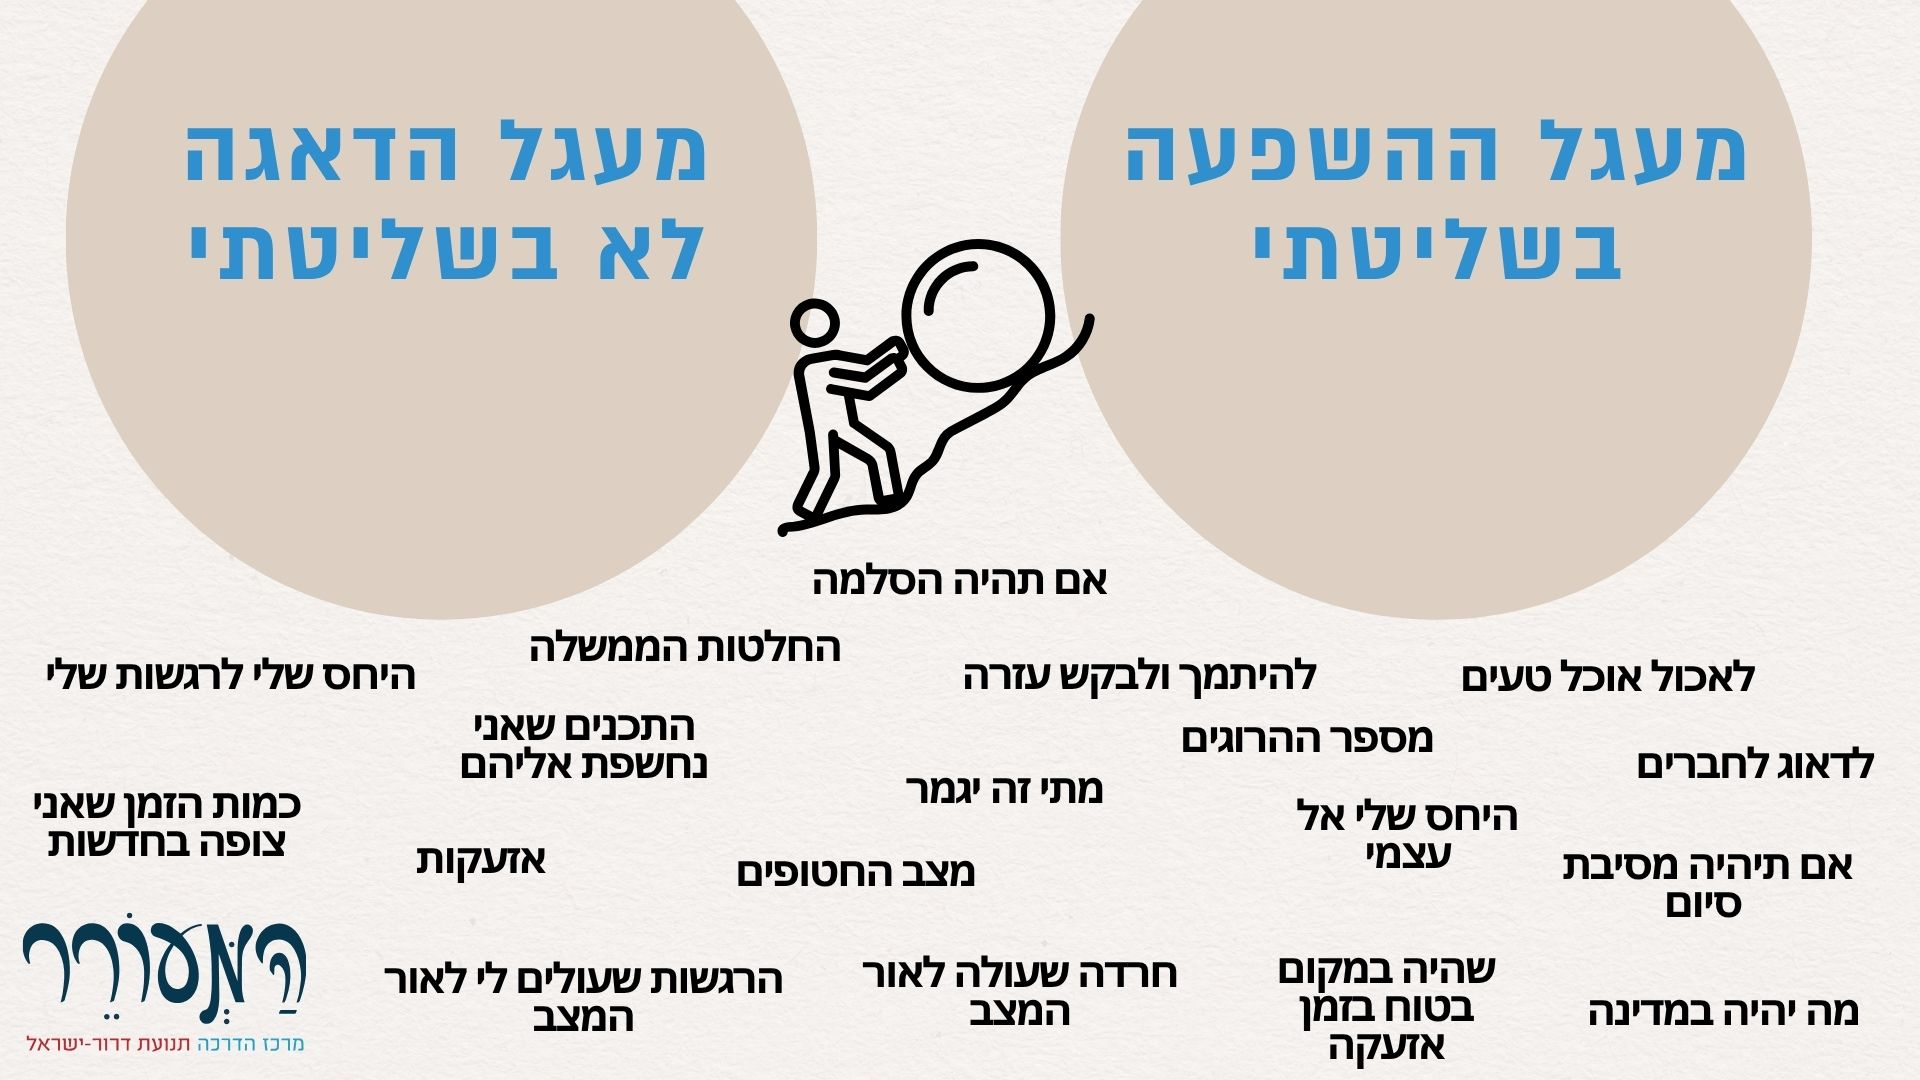 מעגל ההשפעה
בשליטתי
מעגל הדאגה
לא בשליטתי
אם תהיה הסלמה
החלטות הממשלה
לאכול אוכל טעים
להיתמך ולבקש עזרה
היחס שלי לרגשות שלי
התכנים שאני
נחשפת אליהם
מספר ההרוגים
לדאוג לחברים
מתי זה יגמר
כמות הזמן שאני
צופה בחדשות
היחס שלי אל
עצמי
אזעקות
מצב החטופים
אם תיהיה מסיבת
סיום
הרגשות שעולים לי לאור
המצב
חרדה שעולה לאור
המצב
שהיה במקום
בטוח בזמן
אזעקה
מה יהיה במדינה
הַמְּעוֹרֵר
מרכז הדרכה תנועת דרור-ישראל